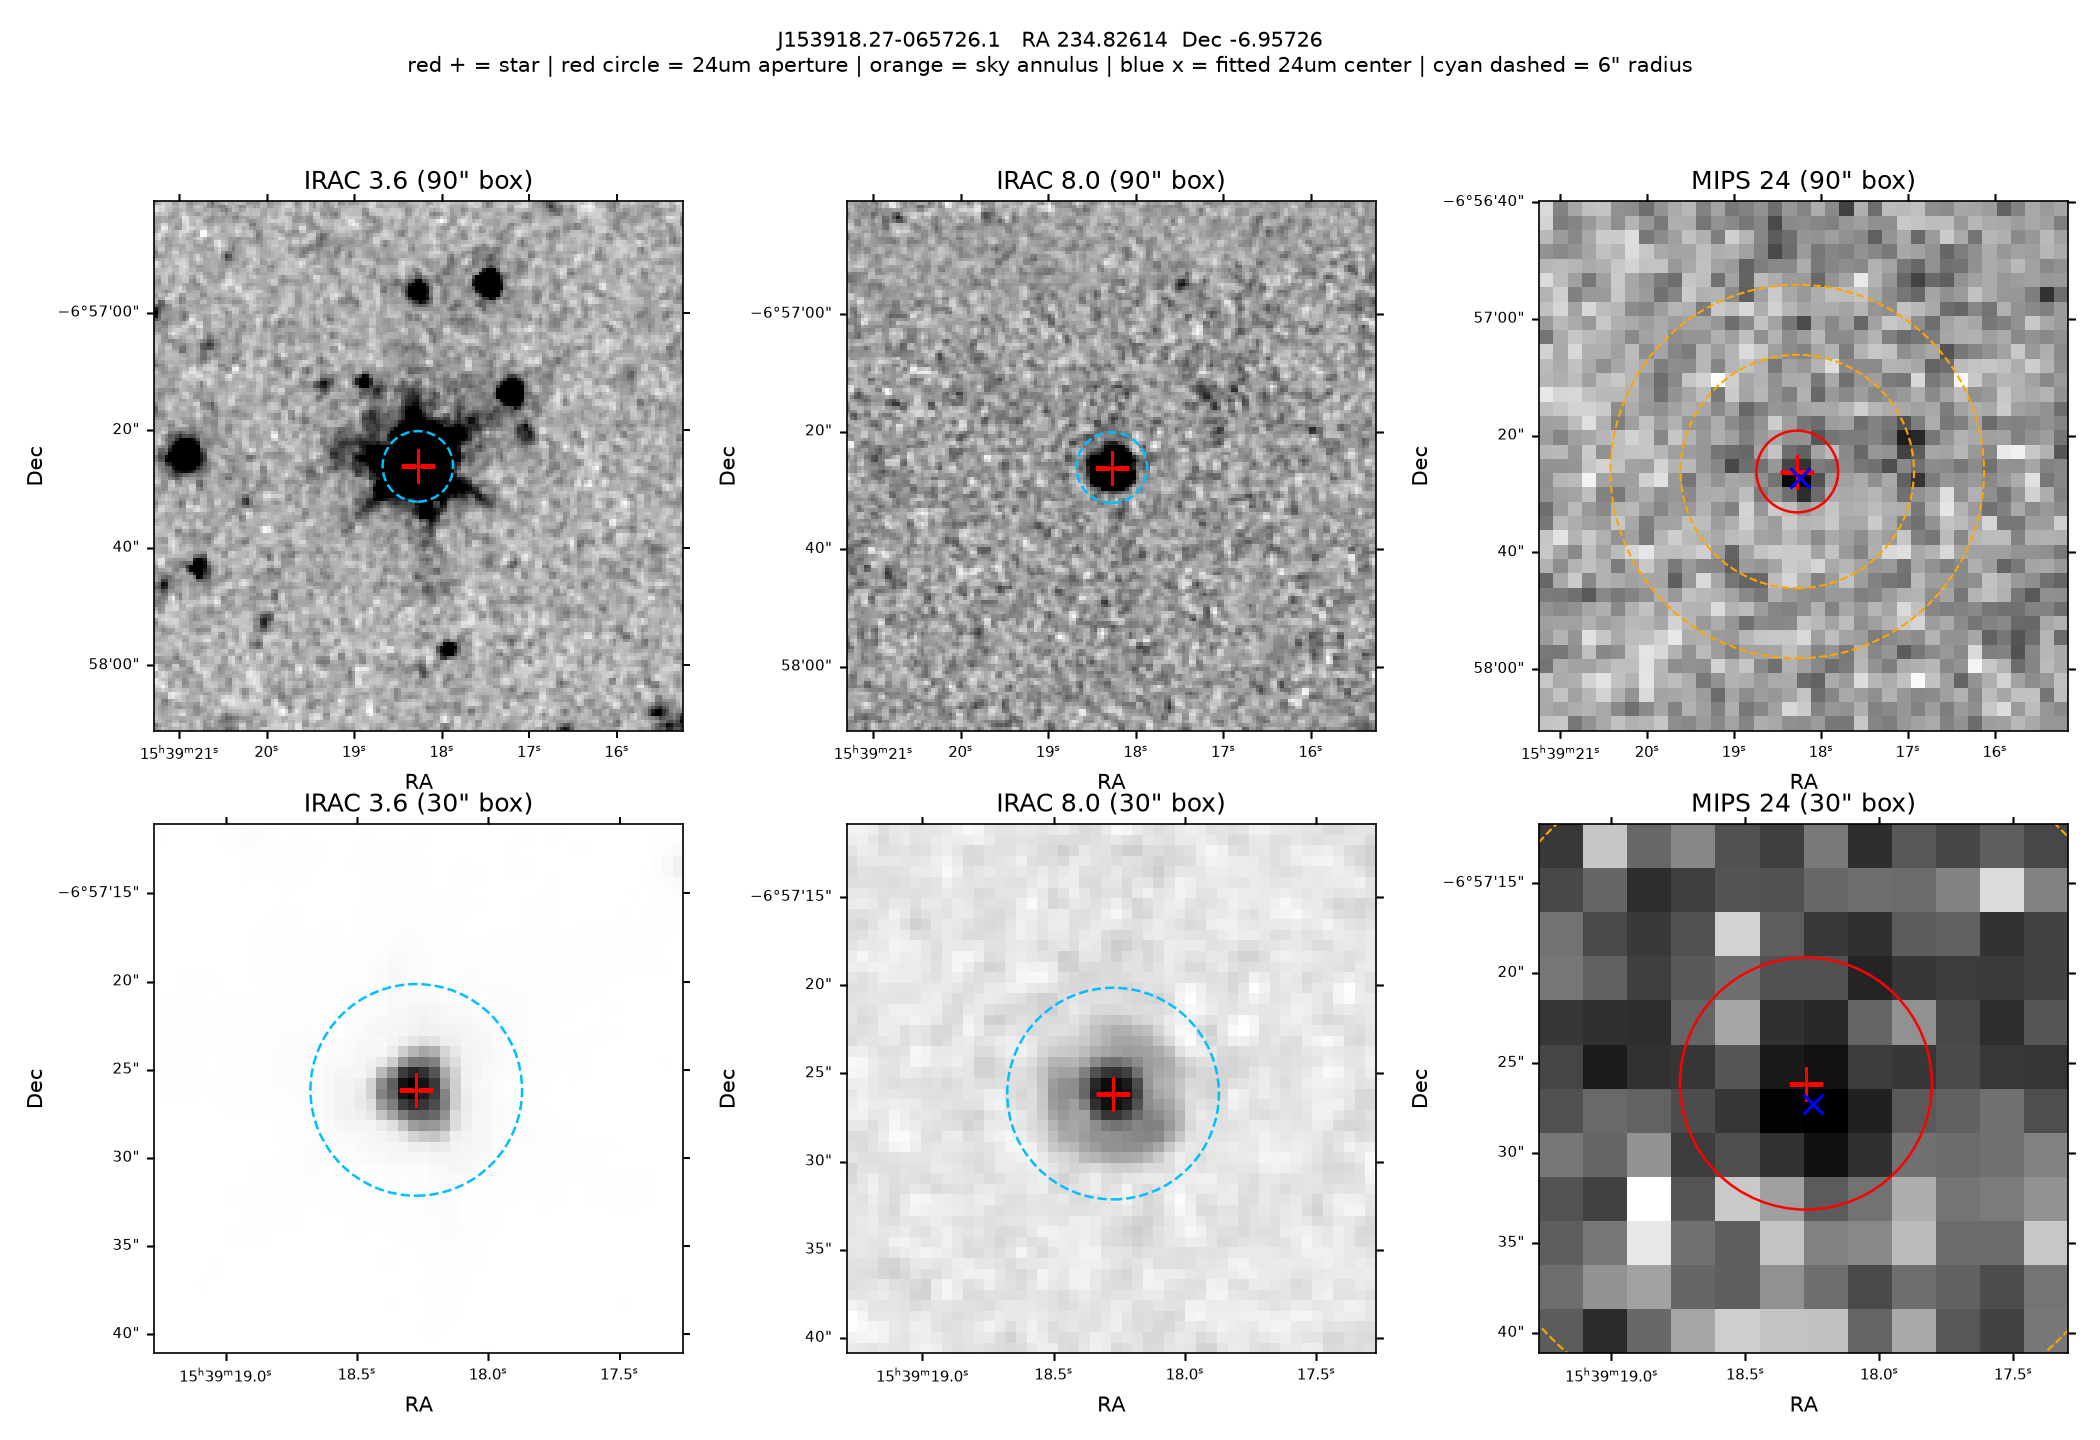 J153918.27-065726.1   RA 234.82614  Dec -6.95726
red + = star | red circle = 24um aperture | orange = sky annulus | blue x = fitted 24um center | cyan dashed = 6" radius
IRAC 3.6 (90" box)
−6°57'00"
20"
40"
58'00"
15ʰ39ᵐ21ˢ 20ˢ 19ˢ 18ˢ 17ˢ 16ˢ
RA
Dec
IRAC 8.0 (90" box)
−6°57'00"
20"
40"
58'00"
15ʰ39ᵐ21ˢ 20ˢ 19ˢ 18ˢ 17ˢ 16ˢ
RA
Dec
MIPS 24 (90" box)
−6°56'40"
57'00"
20"
40"
58'00"
15ʰ39ᵐ21ˢ 20ˢ 19ˢ 18ˢ 17ˢ 16ˢ
RA
Dec
IRAC 3.6 (30" box)
−6°57'15"
20"
25"
30"
35"
40"
15ʰ39ᵐ19.0ˢ 18.5ˢ 18.0ˢ 17.5ˢ
RA
Dec
IRAC 8.0 (30" box)
−6°57'15"
20"
25"
30"
35"
40"
15ʰ39ᵐ19.0ˢ 18.5ˢ 18.0ˢ 17.5ˢ
RA
Dec
MIPS 24 (30" box)
−6°57'15"
20"
25"
30"
35"
40"
15ʰ39ᵐ19.0ˢ 18.5ˢ 18.0ˢ 17.5ˢ
RA
Dec